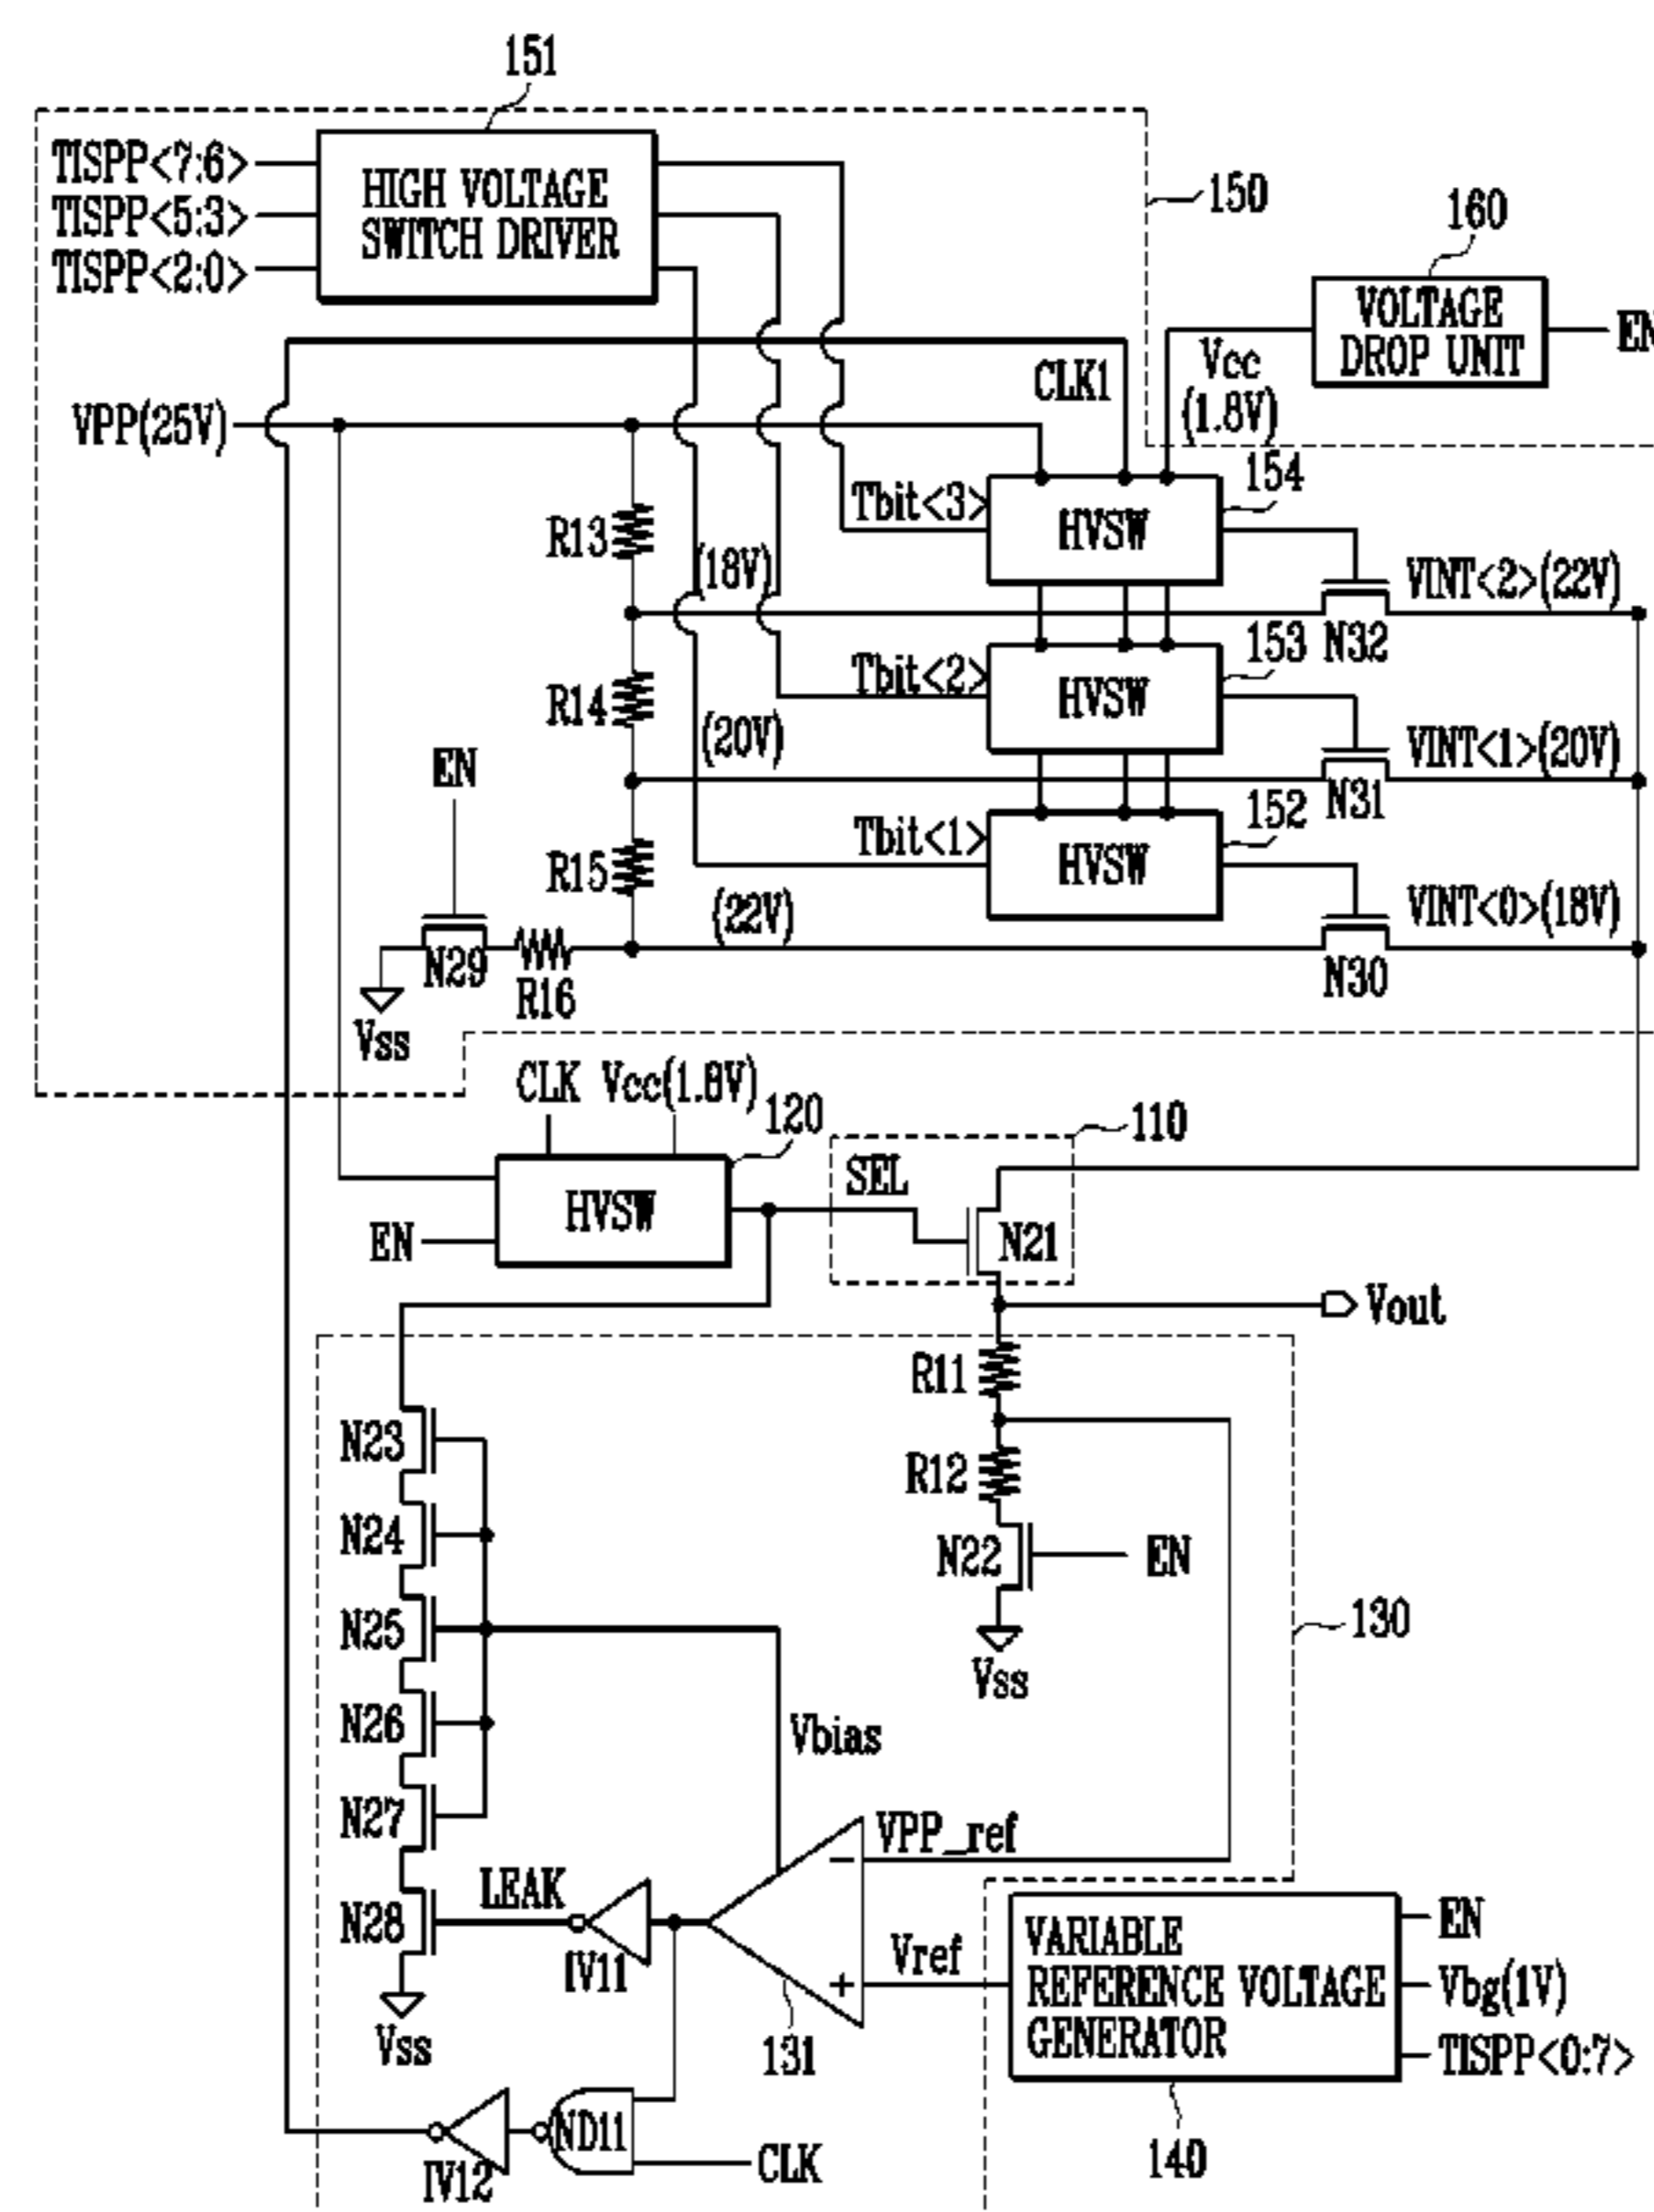 151
TISPP<7:6>
TISPP<5:3>
TISPP<2:0>
HIGH VOLTAGE
SWITCH DRIVER
150
160
VOLTAGE
DROP UNIT
EN
CLK1
Vcc
(1.8V)
VPP(25V)
154
Tbit<3>
HVSW
R13
(18V)
VINT<2>(22V)
N32
153
Tbit<2>
HVSW
R14
(20V)
VINT<1>(20V)
N31
EN
152
Tbit<1>
HVSW
R15
(22V)
VINT<0>(18V)
N30
N29
R16
Vss
CLK
Vcc(1.8V)
120
110
SEL
HVSW
EN
N21
Vout
R11
N23
R12
N24
N22
EN
N25
130
Vss
N26
Vbias
N27
VPP_ref
−
LEAK
N28
IV11
Vref
+
131
VARIABLE
REFERENCE VOLTAGE
GENERATOR
EN
Vbg(1V)
TISPP<0:7>
Vss
ND11
CLK
IV12
140